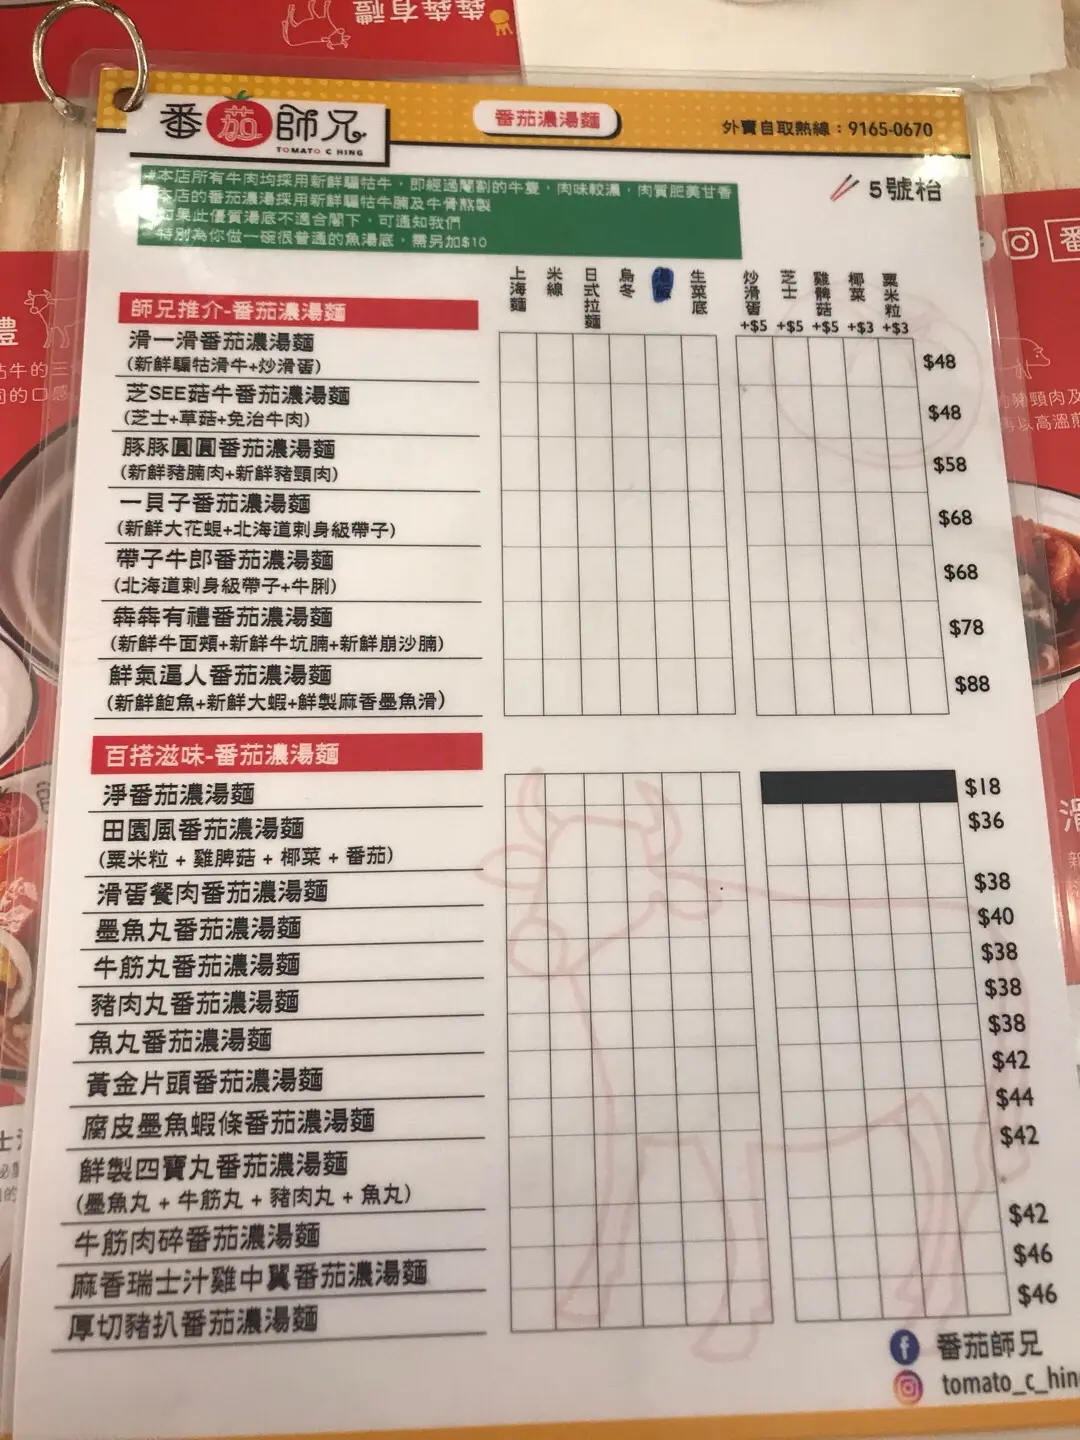 犇犇有禮
番茄師兄
TOMATO CHING
番茄濃湯麵
外賣自取熱線：9165-0670
5號枱
本店所有牛肉均採用新鮮騸牯牛，即經過閹割的牛隻，肉味較濃，肉質肥美甘香
本店的番茄濃湯採用新鮮騸牯牛腩及牛骨熬製
如果此優質湯底不適合閣下，可通知我們
特別為你做一碗很普通的魚湯底，需另加$10
上海麵
米線
日式拉麵
烏冬
湯飯
生菜底
炒滑蛋+$5
芝士+$5
雞髀菇+$5
椰菜+$3
粟米粒+$3
師兄推介-番茄濃湯麵
滑一滑番茄濃湯麵
(新鮮騸牯滑牛+炒滑蛋)
$48
芝SEE菇牛番茄濃湯麵
(芝士+草菇+免治牛肉)
$48
豚豚圓圓番茄濃湯麵
(新鮮豬腩肉+新鮮豬頸肉)
$58
一貝子番茄濃湯麵
(新鮮大花蜆+北海道刺身級帶子)
$68
帶子牛郎番茄濃湯麵
(北海道刺身級帶子+牛脷)
$68
犇犇有禮番茄濃湯麵
(新鮮牛面頰+新鮮牛坑腩+新鮮崩沙腩)
$78
鮮氣逼人番茄濃湯麵
(新鮮鮑魚+新鮮大蝦+鮮製麻香墨魚滑)
$88
百搭滋味-番茄濃湯麵
淨番茄濃湯麵
$18
田園風番茄濃湯麵
(粟米粒 + 雞脾菇 + 椰菜 + 番茄)
$36
滑蛋餐肉番茄濃湯麵
$38
墨魚丸番茄濃湯麵
$40
牛筋丸番茄濃湯麵
$38
豬肉丸番茄濃湯麵
$38
魚丸番茄濃湯麵
$38
黃金片頭番茄濃湯麵
$42
腐皮墨魚蝦條番茄濃湯麵
$44
鮮製四寶丸番茄濃湯麵
(墨魚丸 + 牛筋丸 + 豬肉丸 + 魚丸)
$42
牛筋肉碎番茄濃湯麵
$42
麻香瑞士汁雞中翼番茄濃湯麵
$46
厚切豬扒番茄濃湯麵
$46
番茄師兄
tomato_c_hin